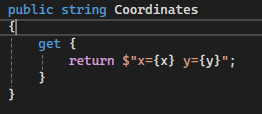 public string Coordinates
{
    get {
        return $"x={x} y={y}";
    }
}